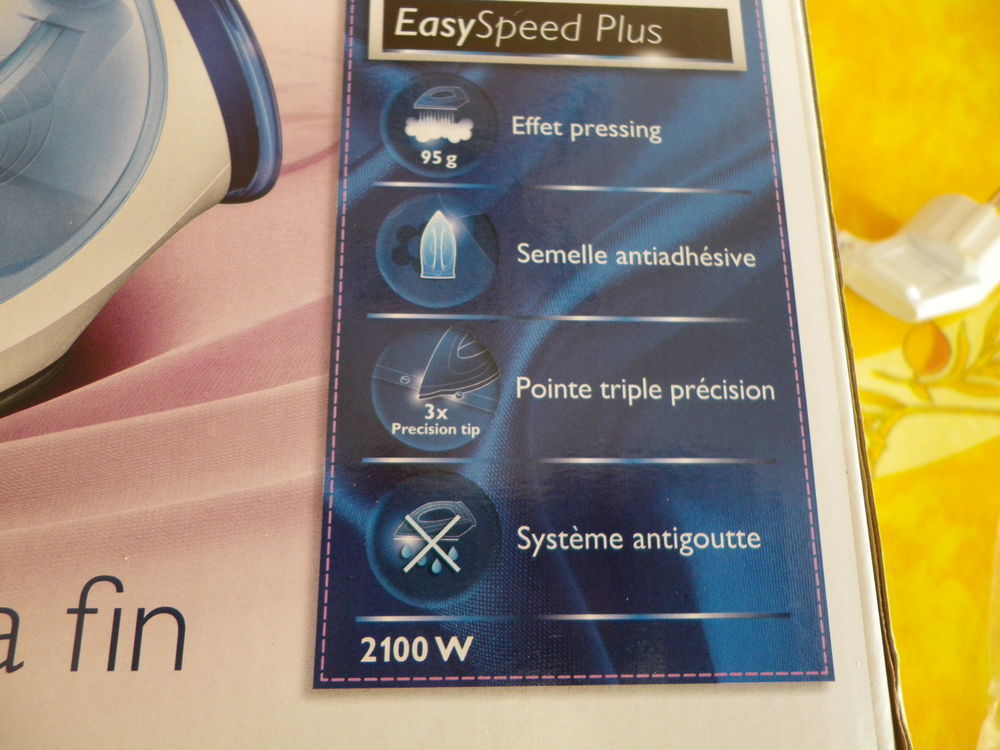 EasySpeed Plus
95 g
Effet pressing
Semelle antiadhésive
3x
Precision tip
Pointe triple précision
Système antigoutte
2100 W
a fin